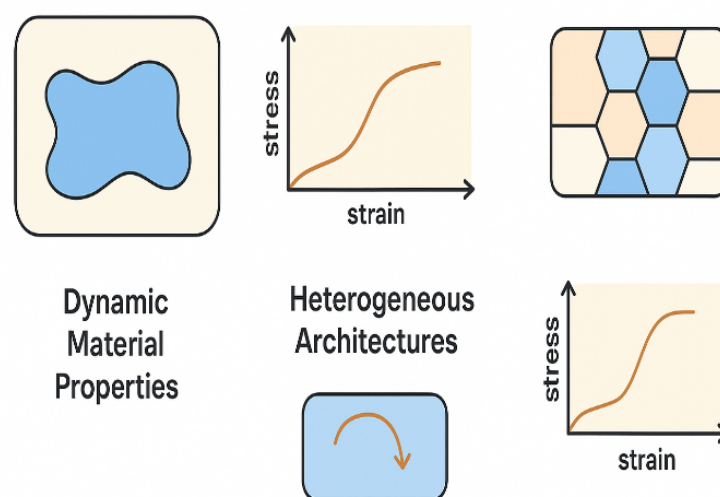 stress
strain
Dynamic
Material
Properties
Heterogeneous
Architectures
stress
strain